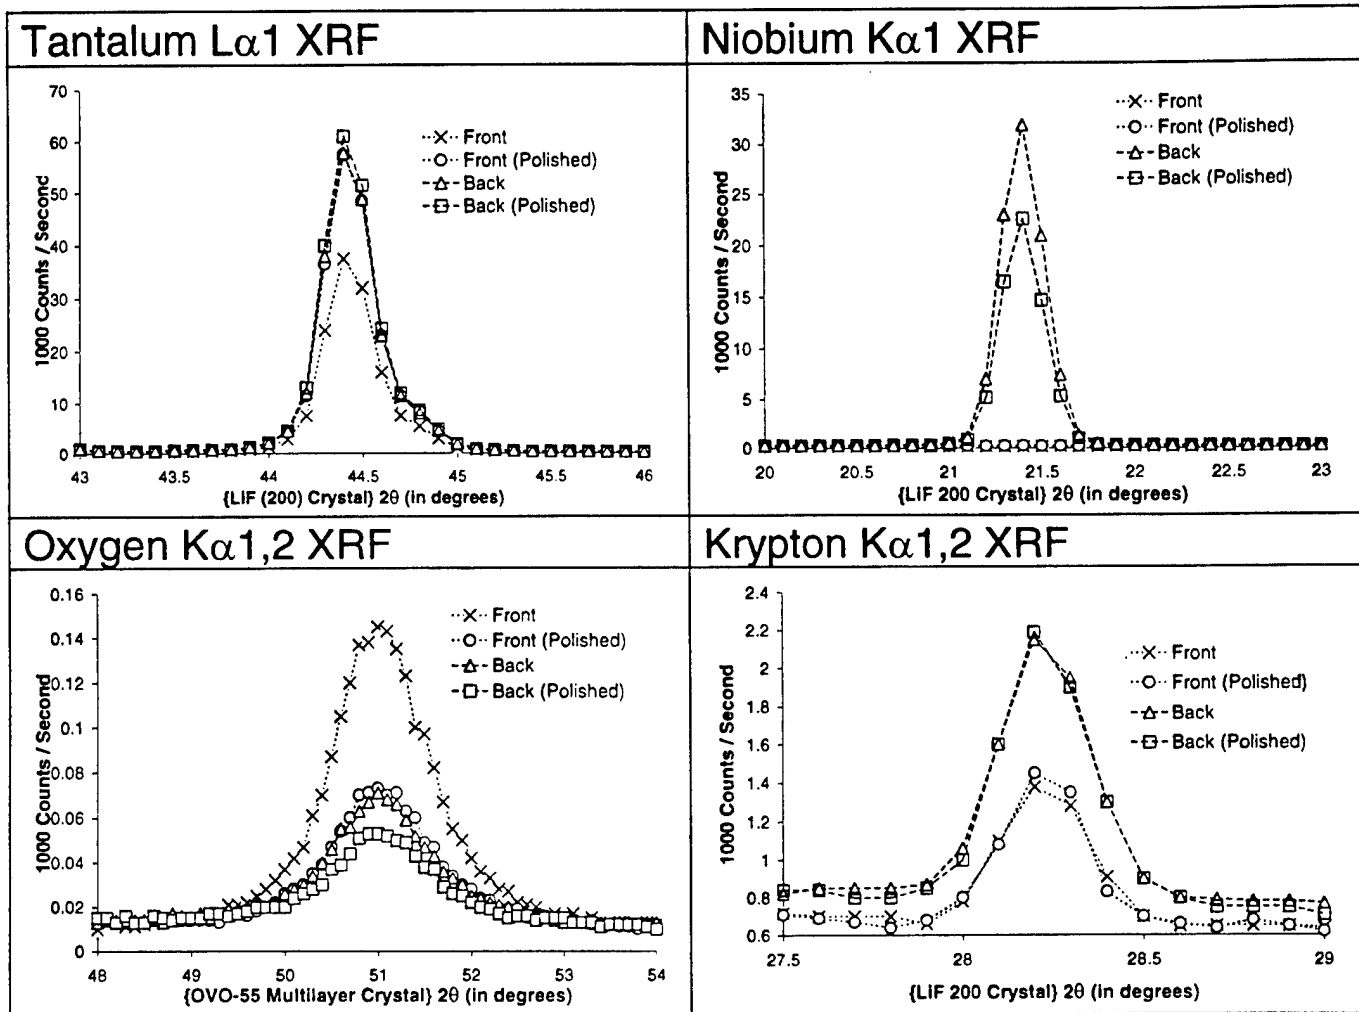 Tantalum Lα1 XRF
70
60
50
40
30
20
10
0
1000 Counts / Second
43
43.5
44
44.5
45
45.5
46
{LiF (200) Crystal} 2θ (in degrees)
Front
Front (Polished)
Back
Back (Polished)
Niobium Kα1 XRF
35
30
25
20
15
10
5
0
1000 Counts / Second
20
20.5
21
21.5
22
22.5
23
{LiF 200 Crystal} 2θ (in degrees)
Front
Front (Polished)
Back
Back (Polished)
Oxygen Kα1,2 XRF
0.16
0.14
0.12
0.1
0.08
0.06
0.04
0.02
0
1000 Counts / Second
48
49
50
51
52
53
54
{OVO-55 Multilayer Crystal} 2θ (in degrees)
Front
Front (Polished)
Back
Back (Polished)
Krypton Kα1,2 XRF
2.4
2.2
2
1.8
1.6
1.4
1.2
1
0.8
0.6
1000 Counts / Second
27.5
28
28.5
29
{LiF 200 Crystal} 2θ (in degrees)
Front
Front (Polished)
Back
Back (Polished)